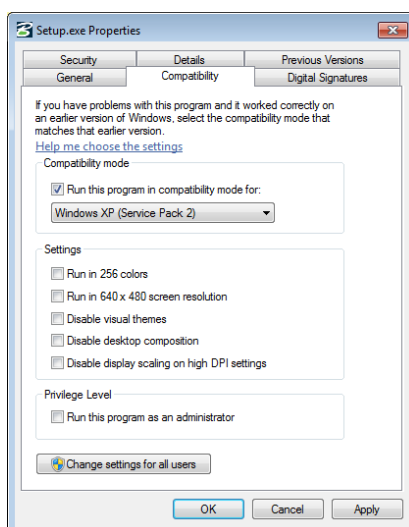 Setup.exe Properties
Security Details Previous Versions
General Compatibility Digital Signatures
If you have problems with this program and it worked correctly on
an earlier version of Windows, select the compatibility mode that
matches that earlier version.
Help me choose the settings
Compatibility mode
Run this program in compatibility mode for:
Windows XP (Service Pack 2)
Settings
Run in 256 colors
Run in 640 x 480 screen resolution
Disable visual themes
Disable desktop composition
Disable display scaling on high DPI settings
Privilege Level
Run this program as an administrator
Change settings for all users
OK Cancel Apply